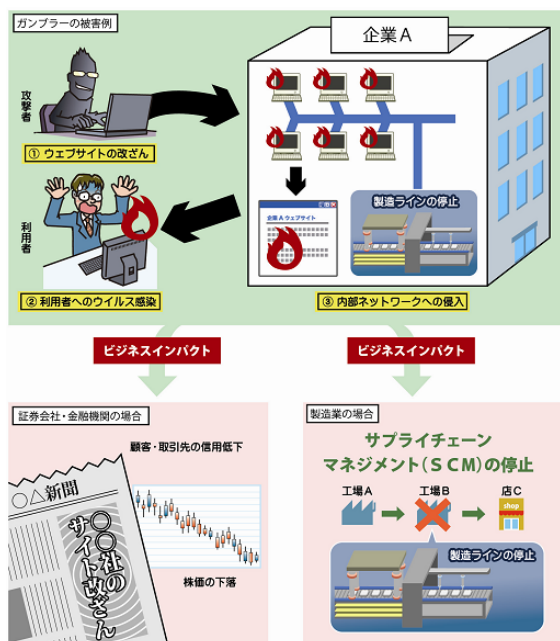 ガンブラーの被害例
企業A
攻撃者
① ウェブサイトの改ざん
利用者
② 利用者へのウイルス感染
企業Aウェブサイト
製造ラインの停止
③ 内部ネットワークへの侵入
ビジネスインパクト
ビジネスインパクト
証券会社・金融機関の場合
顧客・取引先の信用低下
〇△新聞
〇〇社の
サイト改ざん
株価の下落
製造業の場合
サプライチェーン
マネジメント(SCM)の停止
工場A
工場B
店C
shop
製造ラインの停止